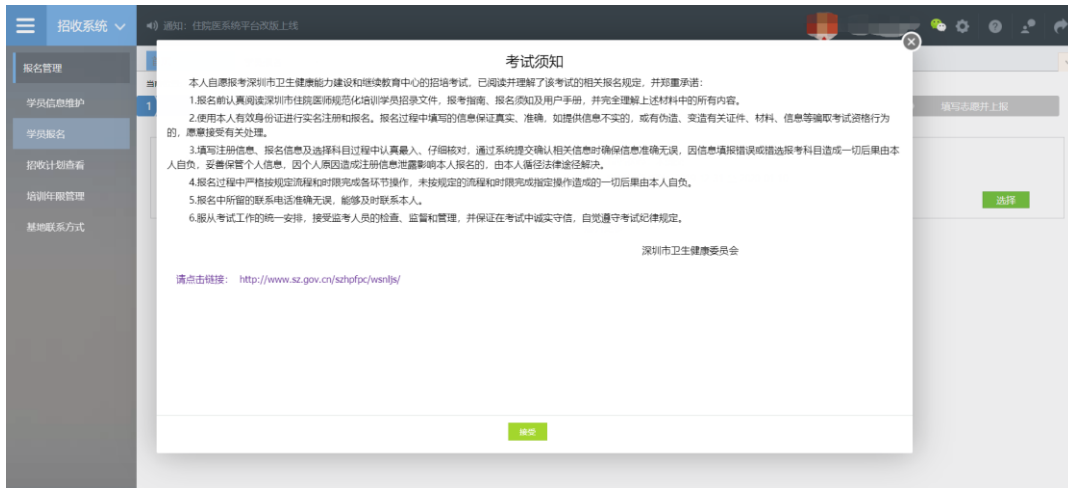 招收系统
通知：住院医系统平台改版上线
报名管理
学员信息维护
学员报名
招收计划查看
培训年限管理
基地联系方式
1
填写志愿并上报
选择
考试须知
本人自愿报考深圳市卫生健康能力建设和继续教育中心的招培考试，已阅读并理解了该考试的相关报名规定，并郑重承诺：
1.报名前认真阅读深圳市住院医师规范化培训学员招录文件，报考指南、报名须知及用户手册，并完全理解上述材料中的所有内容。
2.使用本人有效身份证进行实名注册和报名。报名过程中填写的信息保证真实、准确，如提供信息不实的，或有伪造、变造有关证件、材料、信息等骗取考试资格行为
的，愿意接受有关处理。
3.填写注册信息、报名信息及选择科目过程中认真录入、仔细核对，通过系统提交确认相关信息时确保信息准确无误，因信息填报错误或错选报考科目造成一切后果由本
人自负，妥善保管个人信息，因个人原因造成注册信息泄露影响本人报名的，由本人循径法律途径解决。
4.报名过程中严格按规定流程和时限完成各环节操作，未按规定的流程和时限完成指定操作造成的一切后果由本人自负。
5.报名中所留的联系电话准确无误，能够及时联系本人。
6.服从考试工作的统一安排，接受监考人员的检查、监督和管理，并保证在考试中诚实守信，自觉遵守考试纪律规定。
深圳市卫生健康委员会
请点击链接： http://www.sz.gov.cn/szhpfpc/wsnljs/
接受